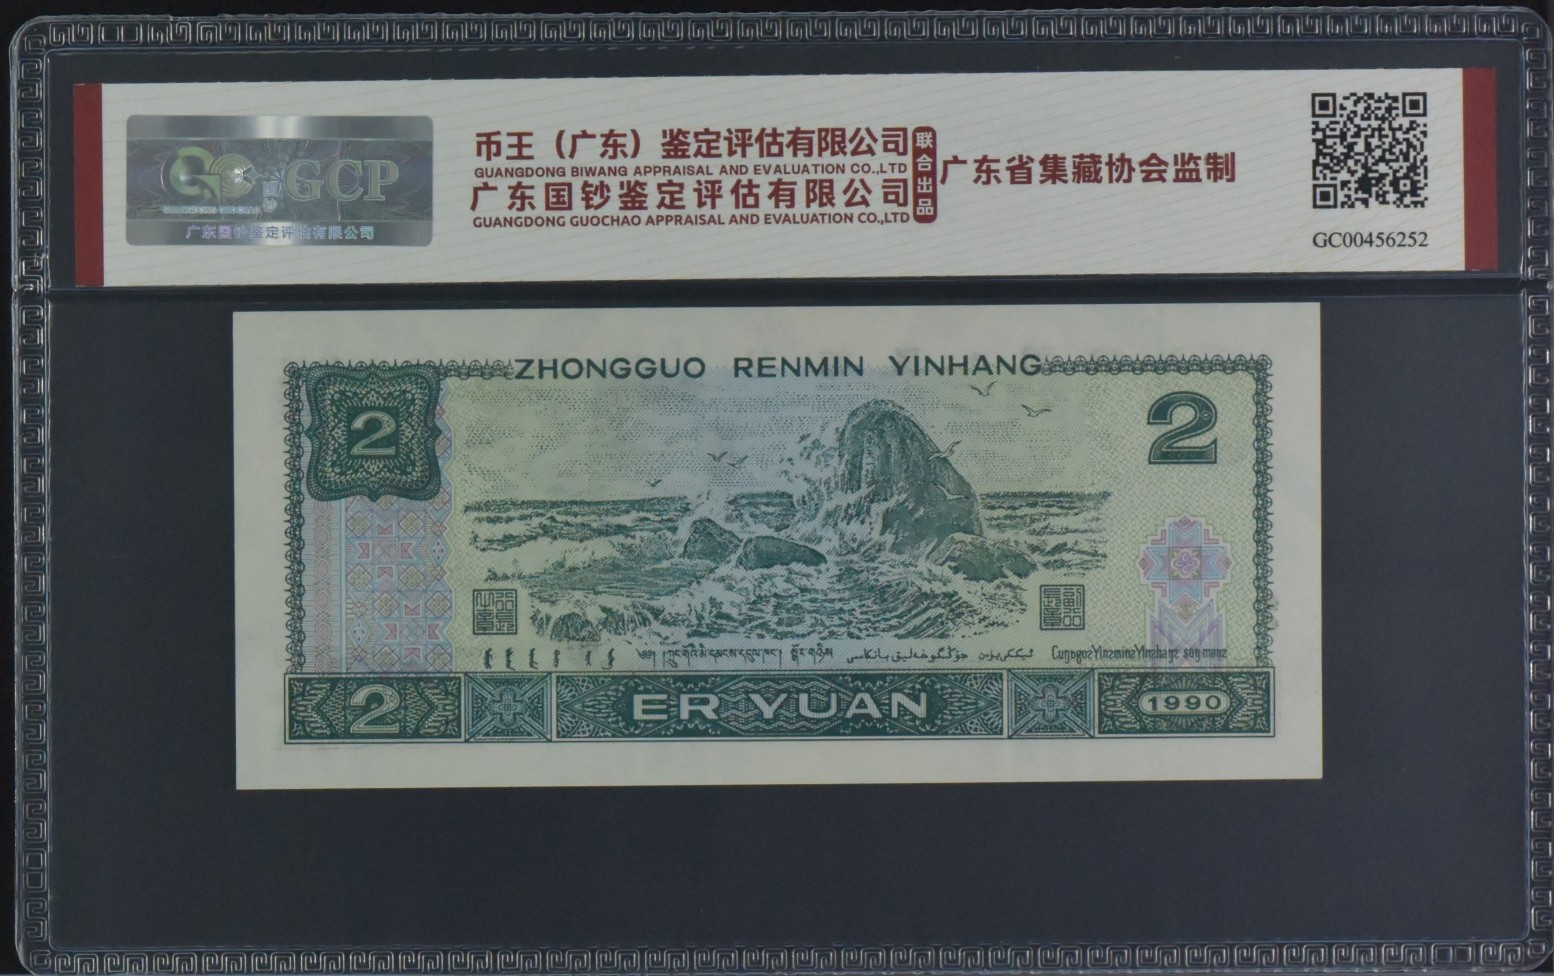 币王（广东）鉴定评估有限公司
GUANGDONG BIWANG APPRAISAL AND EVALUATION CO.,LTD
广东国钞鉴定评估有限公司
GUANGDONG GUOCHAO APPRAISAL AND EVALUATION CO.,LTD
联合出品
广东省集藏协会监制
GCP
广东国钞鉴定评估有限公司
GC00456252
ZHONGGUO RENMIN YINHANG
2
2
CuŋgoƨYinƨminƨYinƨhaŋƨ soŋ manƨ
2
ER YUAN
1990